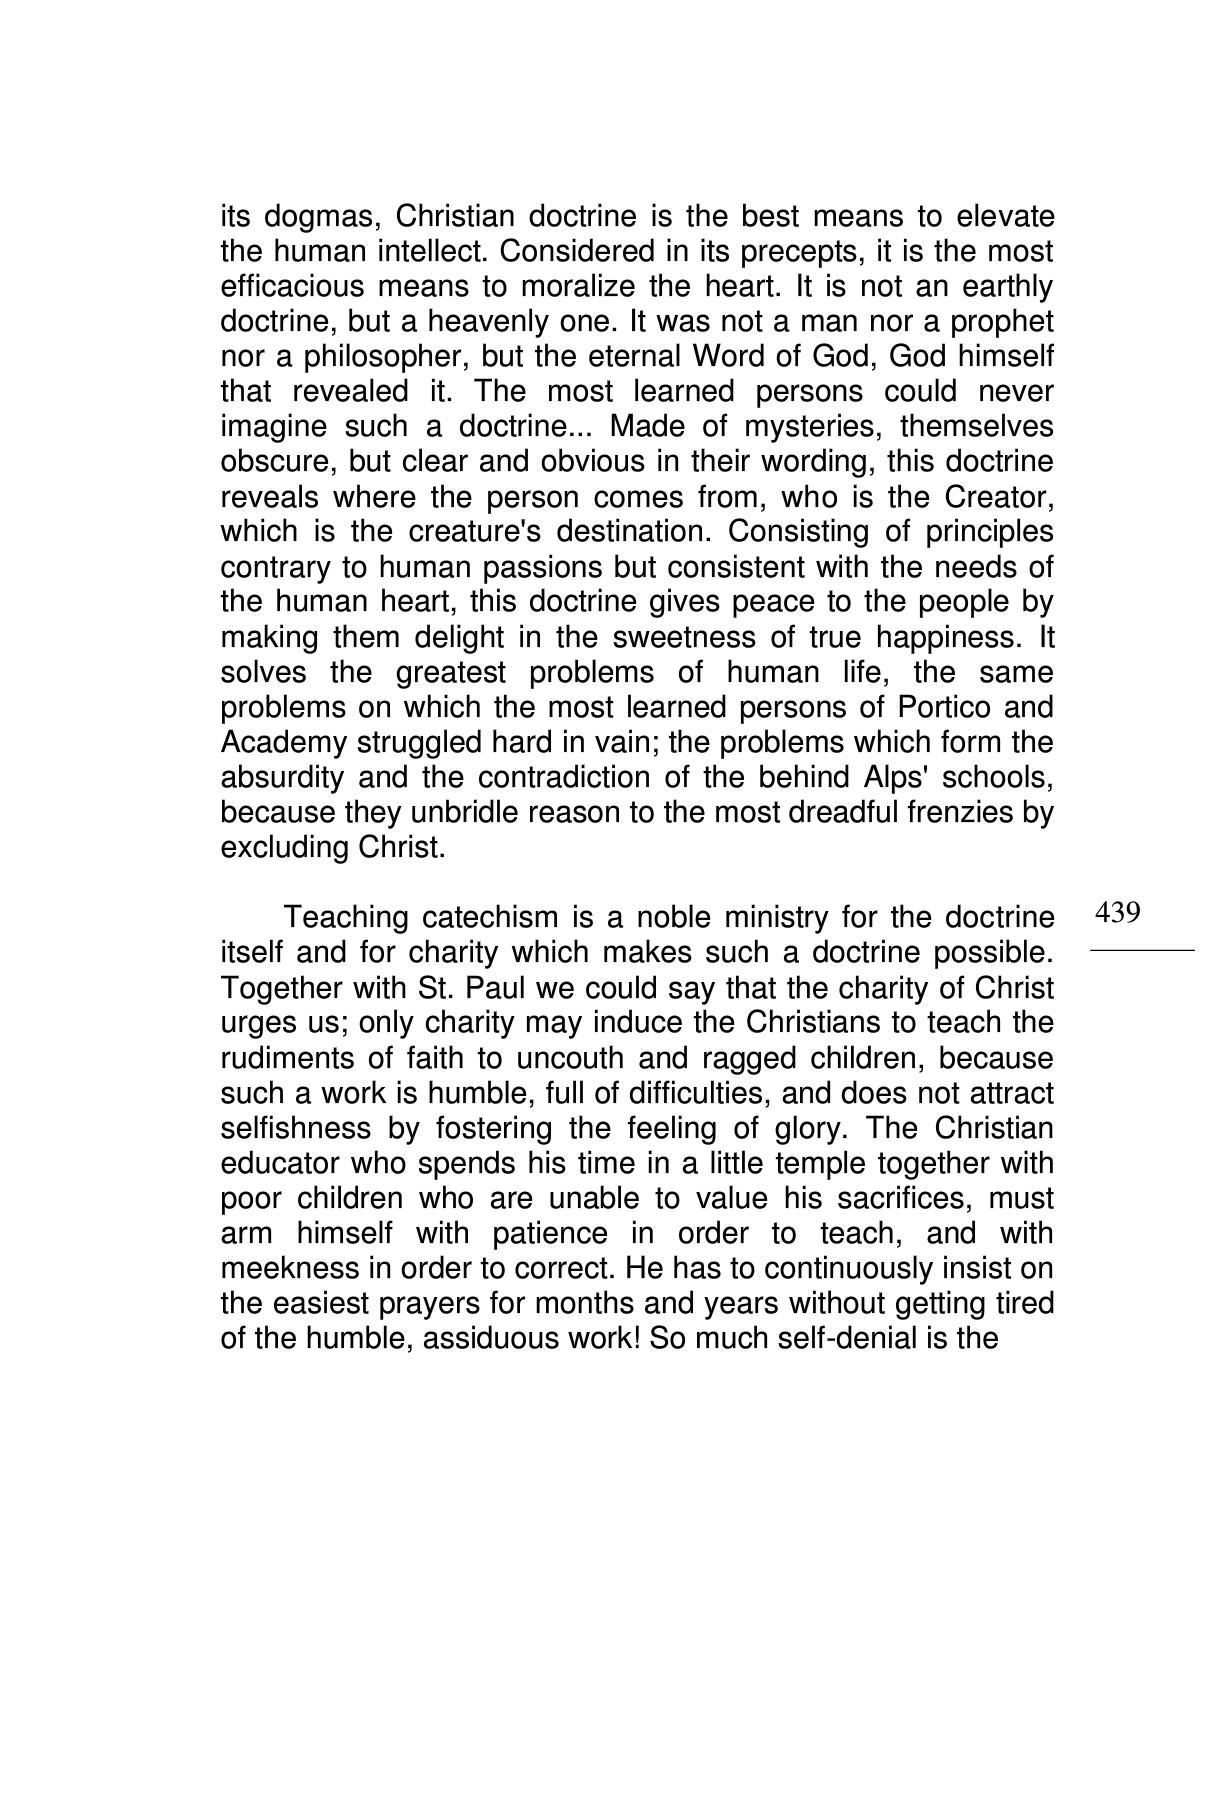 its dogmas, Christian doctrine is the best means to elevate
the human intellect. Considered in its precepts, it is the most
efficacious means to moralize the heart. It is not an earthly
doctrine, but a heavenly one. It was not a man nor a prophet
nor a philosopher, but the eternal Word of God, God himself
that revealed it. The most learned persons could never
imagine such a doctrine... Made of mysteries, themselves
obscure, but clear and obvious in their wording, this doctrine
reveals where the person comes from, who is the Creator,
which is the creature's destination. Consisting of principles
contrary to human passions but consistent with the needs of
the human heart, this doctrine gives peace to the people by
making them delight in the sweetness of true happiness. It
solves the greatest problems of human life, the same
problems on which the most learned persons of Portico and
Academy struggled hard in vain; the problems which form the
absurdity and the contradiction of the behind Alps' schools,
because they unbridle reason to the most dreadful frenzies by
excluding Christ.
Teaching catechism is a noble ministry for the doctrine
439
itself and for charity which makes such a doctrine possible.
Together with St. Paul we could say that the charity of Christ
urges us; only charity may induce the Christians to teach the
rudiments of faith to uncouth and ragged children, because
such a work is humble, full of difficulties, and does not attract
selfishness by fostering the feeling of glory. The Christian
educator who spends his time in a little temple together with
poor children who are unable to value his sacrifices, must
arm himself with patience in order to teach, and with
meekness in order to correct. He has to continuously insist on
the easiest prayers for months and years without getting tired
of the humble, assiduous work! So much self-denial is the